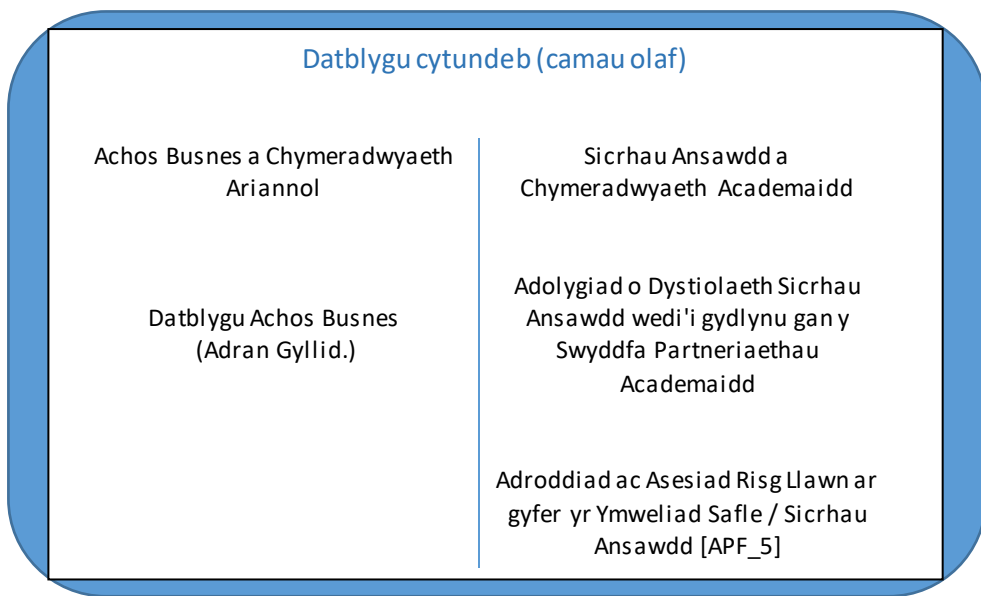 Datblygu cytundeb (camau olaf)
Achos Busnes a Chymeradwyaeth
Ariannol
Datblygu Achos Busnes
(Adran Gyllid.)
Sicrhau Ansawdd a
Chymeradwyaeth Academaidd
Adolygiad o Dystiolaeth Sicrhau
Ansawdd wedi'i gydlynu gan y
Swyddfa Partneriaethau
Academaidd
Adroddiad ac Asesiad Risg Llawn ar
gyfer yr Ymweliad Safle / Sicrhau
Ansawdd [APF_5]